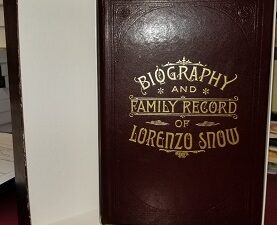 BIOGRAPHY
AND
FAMILY RECORD
OF
LORENZO SNOW